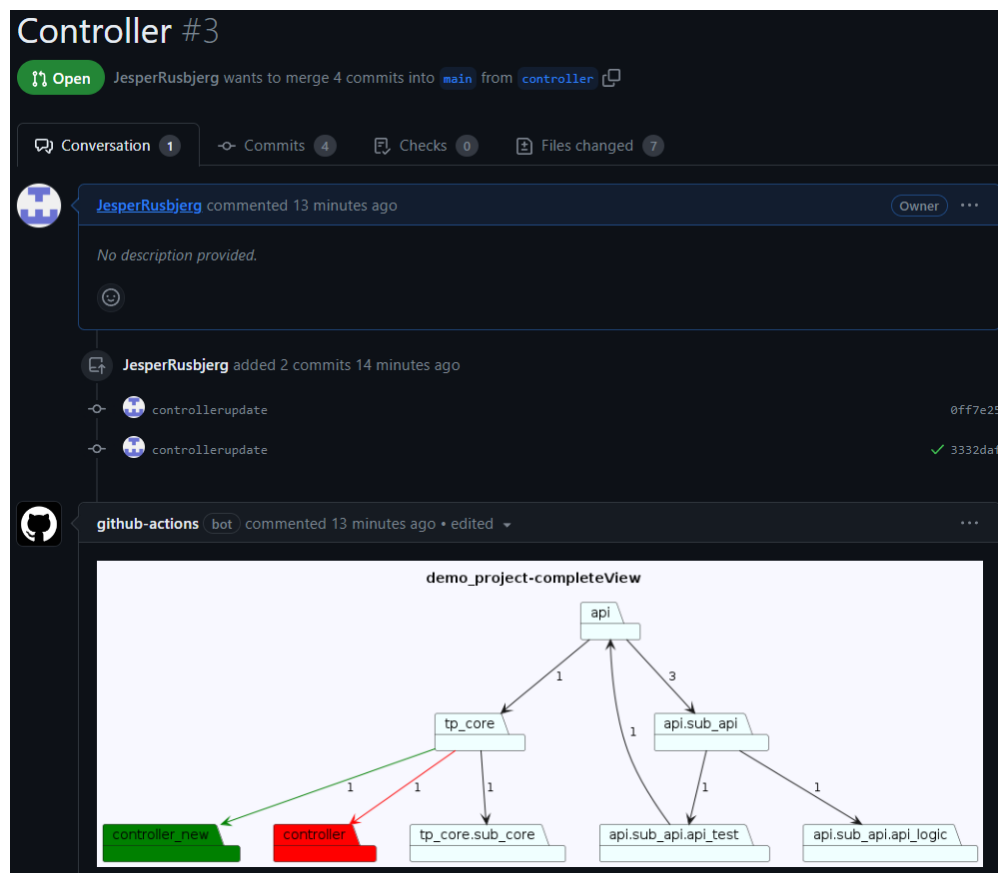 Controller #3
Open JesperRusbjerg wants to merge 4 commits into main from controller
Conversation 1 Commits 4 Checks 0 Files changed 7
JesperRusbjerg commented 13 minutes ago Owner ···
No description provided.
JesperRusbjerg added 2 commits 14 minutes ago
controllerupdate 0ff7e25
controllerupdate 3332daf
github-actions bot commented 13 minutes ago • edited ···
demo_project-completeView
api
1 3
tp_core api.sub_api
1
1 1 1 1 1
controller_new controller tp_core.sub_core api.sub_api.api_test api.sub_api.api_logic